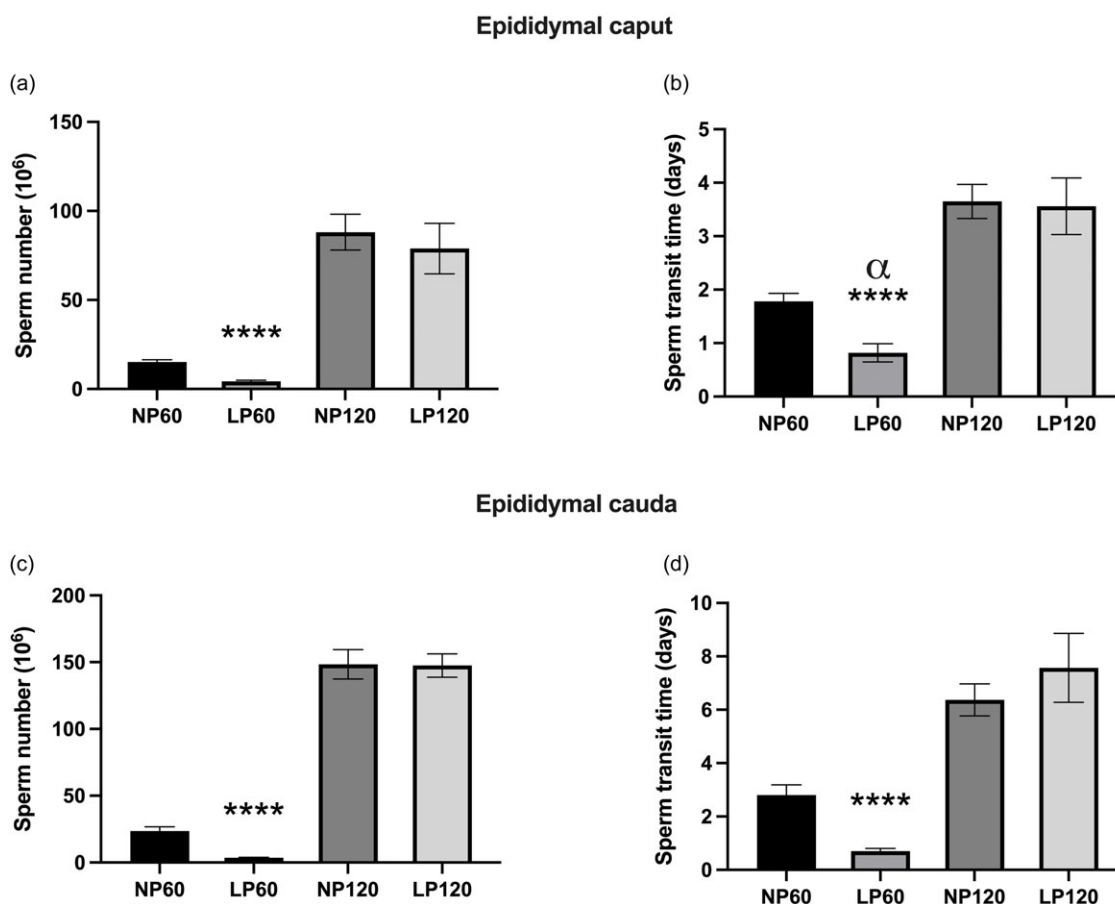 Epididymal caput
(a)
Sperm number (10⁶)
150
100
50
0
****
NP60 LP60 NP120 LP120
(b)
Sperm transit time (days)
5
4
3
2
1
0
α
****
NP60 LP60 NP120 LP120
Epididymal cauda
(c)
Sperm number (10⁶)
200
150
100
50
0
****
NP60 LP60 NP120 LP120
(d)
Sperm transit time (days)
10
8
6
4
2
0
****
NP60 LP60 NP120 LP120